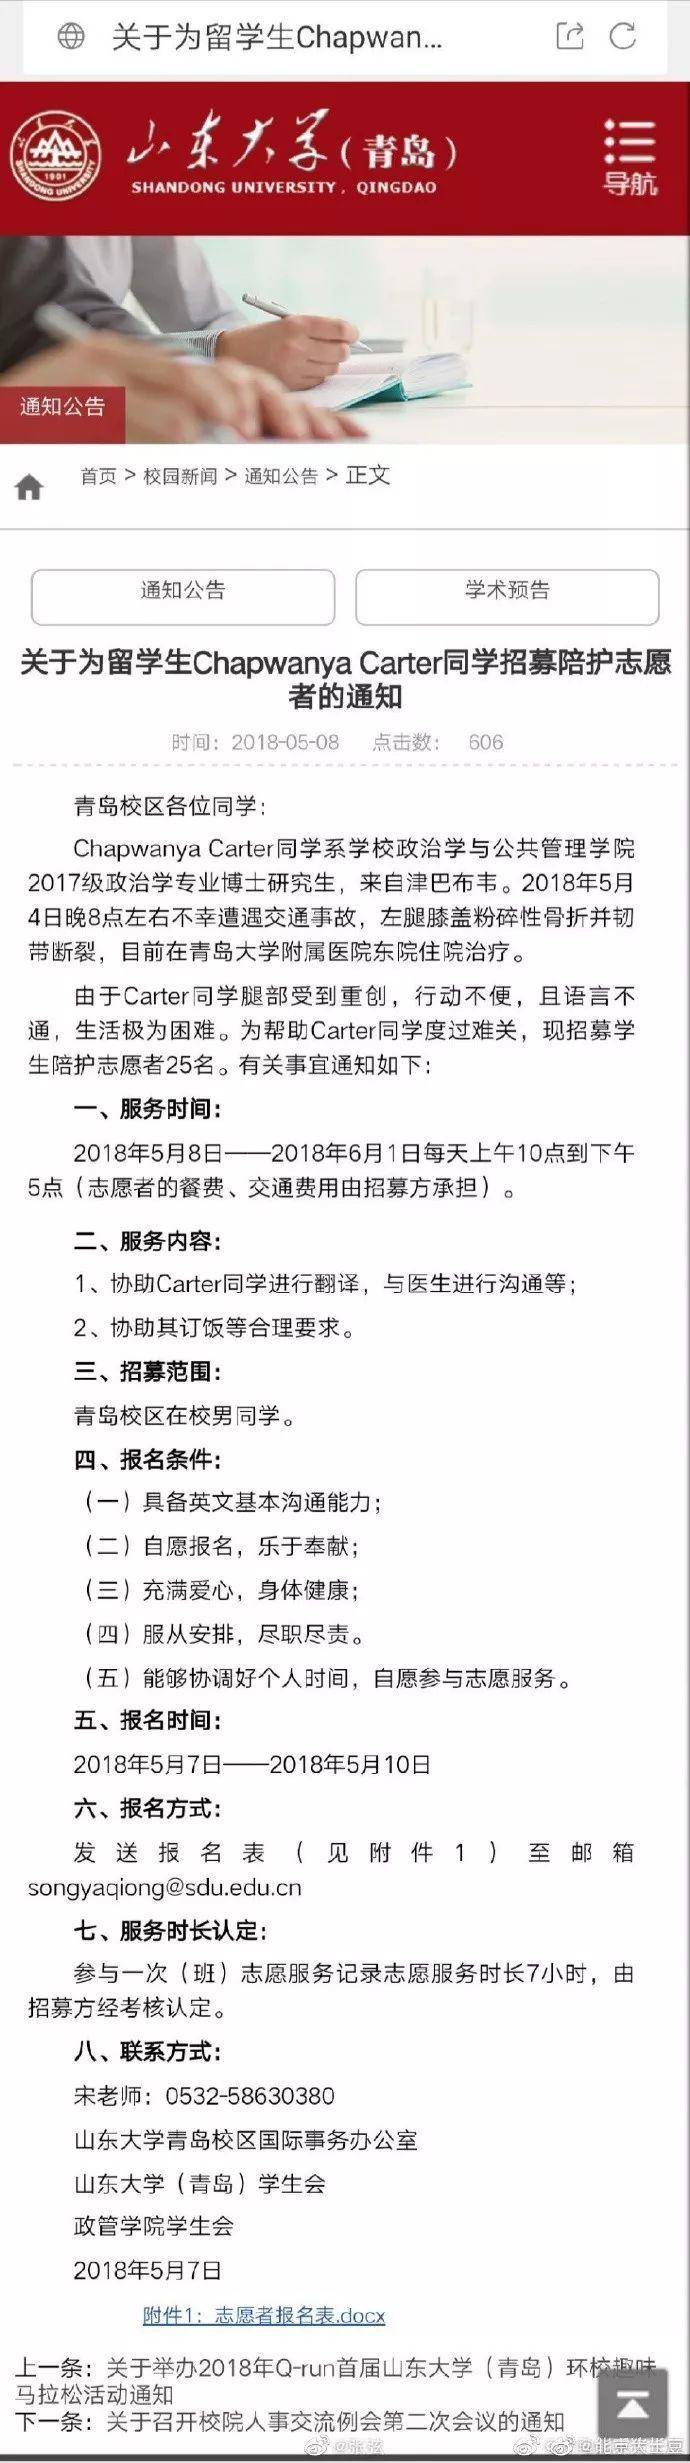 关于为留学生Chapwan...
山东大学(青岛)
SHANDONG UNIVERSITY, QINGDAO
SHANDONG UNIVERSITY
1901
导航
通知公告
首页 > 校园新闻 > 通知公告 > 正文
通知公告
学术预告
关于为留学生Chapwanya Carter同学招募陪护志愿
者的通知
时间：2018-05-08 点击数： 606
青岛校区各位同学：
Chapwanya Carter同学系学校政治学与公共管理学院
2017级政治学专业博士研究生，来自津巴布韦。2018年5月
4日晚8点左右不幸遭遇交通事故，左腿膝盖粉碎性骨折并韧
带断裂，目前在青岛大学附属医院东院住院治疗。
由于Carter同学腿部受到重创，行动不便，且语言不
通，生活极为困难。为帮助Carter同学度过难关，现招募学
生陪护志愿者25名。有关事宜通知如下：
一、服务时间：
2018年5月8日——2018年6月1日每天上午10点到下午
5点（志愿者的餐费、交通费用由招募方承担）。
二、服务内容：
1、协助Carter同学进行翻译，与医生进行沟通等；
2、协助其订饭等合理要求。
三、招募范围：
青岛校区在校男同学。
四、报名条件：
（一）具备英文基本沟通能力；
（二）自愿报名，乐于奉献；
（三）充满爱心，身体健康；
（四）服从安排，尽职尽责。
（五）能够协调好个人时间，自愿参与志愿服务。
五、报名时间：
2018年5月7日——2018年5月10日
六、报名方式：
发送报名表（见附件1）至邮箱
songyaqiong@sdu.edu.cn
七、服务时长认定：
参与一次（班）志愿服务记录志愿服务时长7小时，由
招募方经考核认定。
八、联系方式：
宋老师：0532-58630380
山东大学青岛校区国际事务办公室
山东大学（青岛）学生会
政管学院学生会
2018年5月7日
附件1：志愿者报名表.docx
上一条：关于举办2018年Q-run首届山东大学（青岛）环校趣味
马拉松活动通知
下一条：关于召开校院人事交流例会第二次会议的通知
@张弦